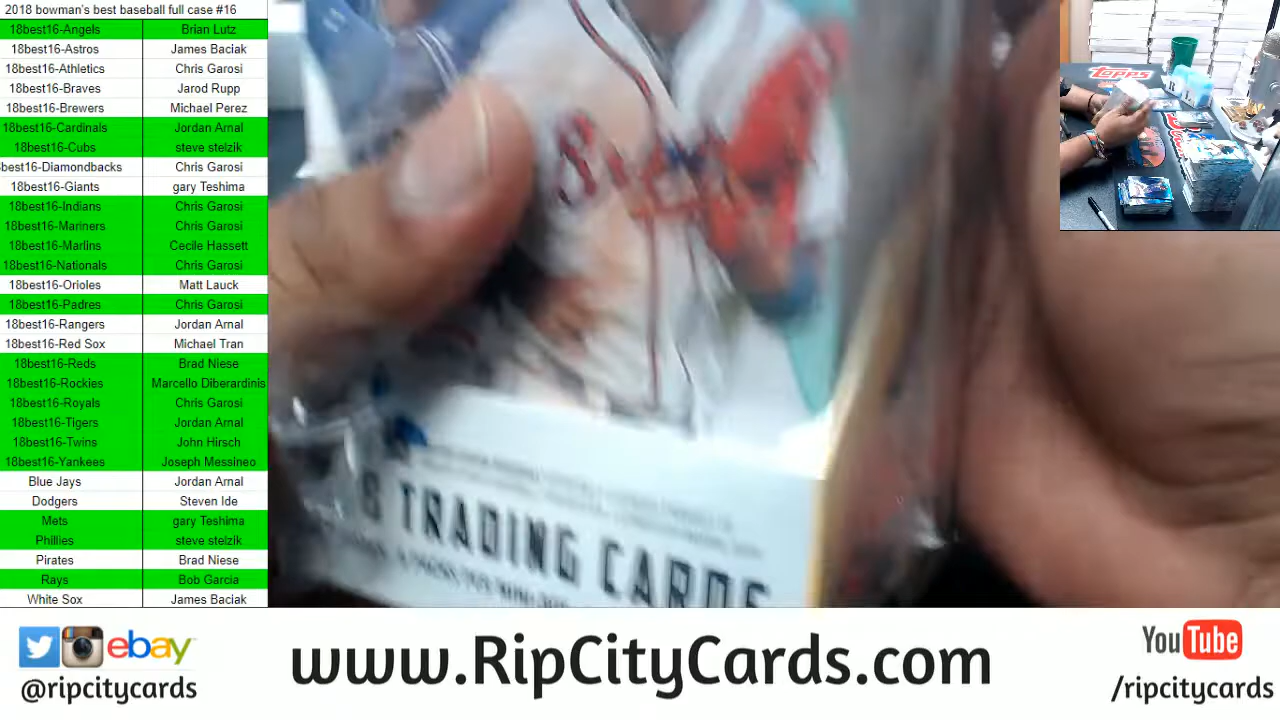 2018 bowman's best baseball full case #16
18best16-Angels Brian Lutz
18best16-Astros James Baciak
18best16-Athletics Chris Garosi
18best16-Braves Jarod Rupp
18best16-Brewers Michael Perez
18best16-Cardinals Jordan Arnal
18best16-Cubs steve stelzik
best16-Diamondbacks Chris Garosi
18best16-Giants gary Teshima
18best16-Indians Chris Garosi
18best16-Mariners Chris Garosi
18best16-Marlins Cecile Hassett
18best16-Nationals Chris Garosi
18best16-Orioles Matt Lauck
18best16-Padres Chris Garosi
18best16-Rangers Jordan Arnal
18best16-Red Sox Michael Tran
18best16-Reds Brad Niese
18best16-Rockies Marcello Diberardinis
18best16-Royals Chris Garosi
18best16-Tigers Jordan Arnal
18best16-Twins John Hirsch
18best16-Yankees Joseph Messineo
Blue Jays Jordan Arnal
Dodgers Steven Ide
Mets gary Teshima
Phillies steve stelzik
Pirates Brad Niese
Rays Bob Garcia
White Sox James Baciak
TRADING CARDS
topps
ebay
@ripcitycards
www.RipCityCards.com
YouTube
/ripcitycards